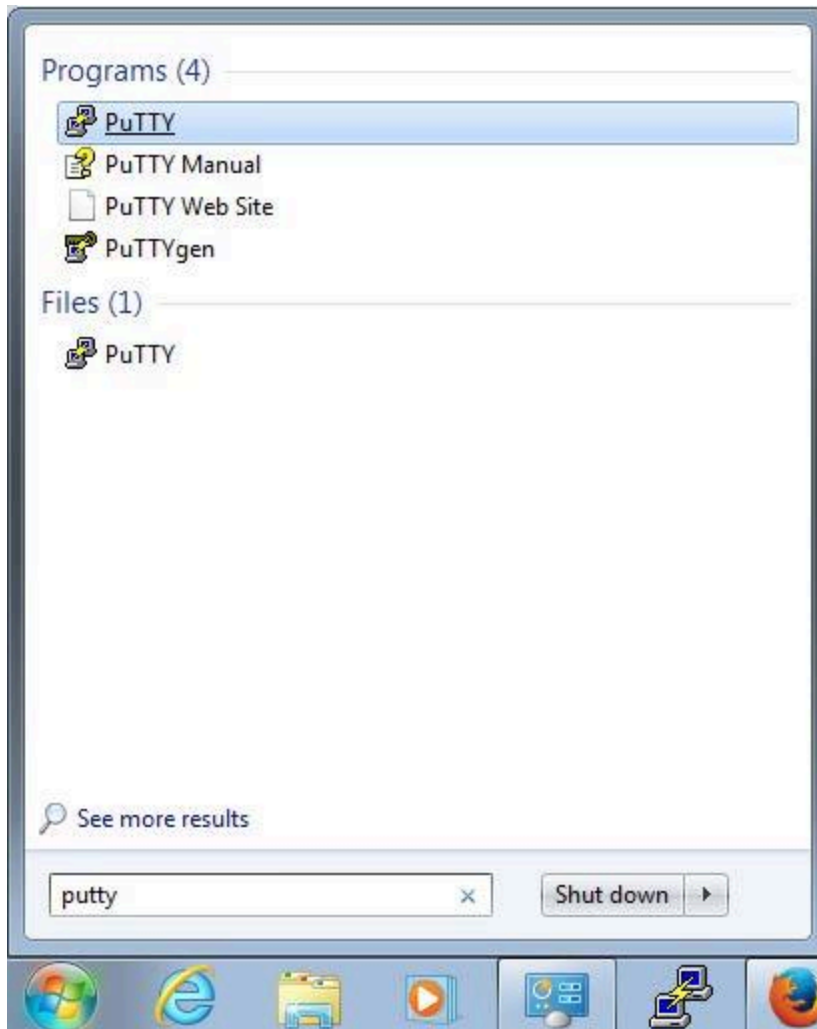 Programs (4)
PuTTY
PuTTY Manual
PuTTY Web Site
PuTTYgen
Files (1)
PuTTY
See more results
putty
Shut down